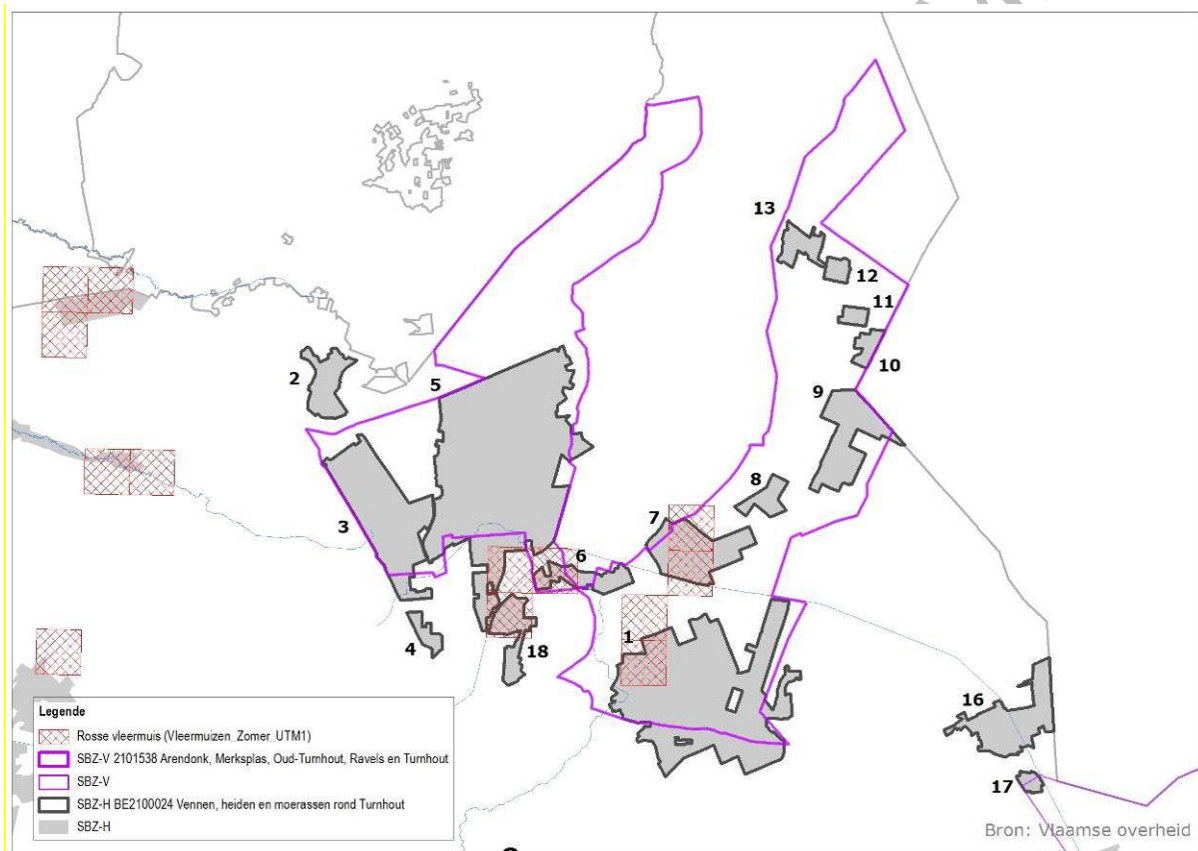 13
12
11
10
2
5
9
8
3
7
6
1
4
18
16
17
Legende
Rosse vleermuis (Vleermuizen_Zomer_UTM1)
SBZ-V 2101538 Arendonk, Merksplas, Oud-Turnhout, Ravels en Turnhout
SBZ-V
SBZ-H BE2100024 Vennen, heiden en moerassen rond Turnhout
SBZ-H
Bron: Vlaamse overheid